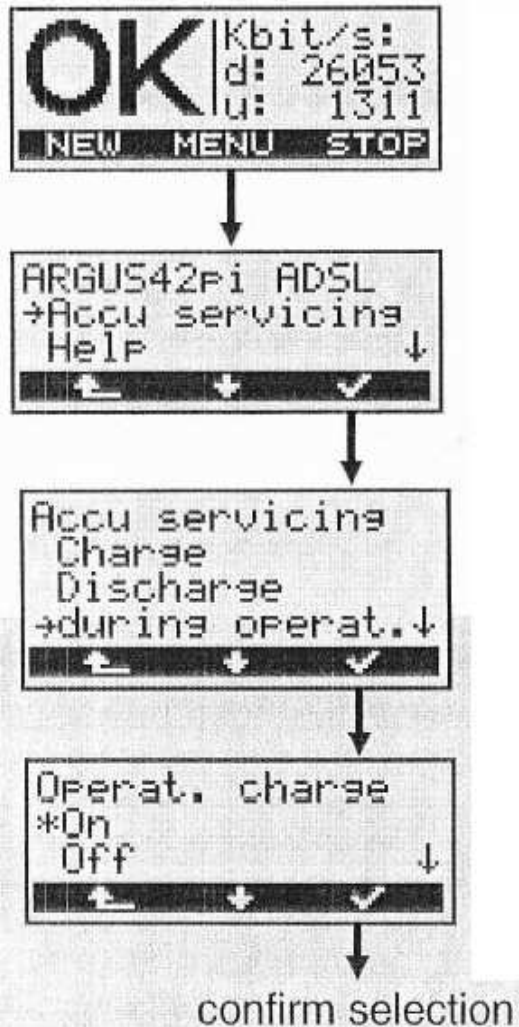 OK
Kbit/s:
d: 26053
u: 1311
NEW MENU STOP
ARGUS42pi ADSL
→Accu servicing
Help ↓
Accu servicing
Charge
Discharge
→during operat.↓
Operat. charge
*On
Off ↓
confirm selection